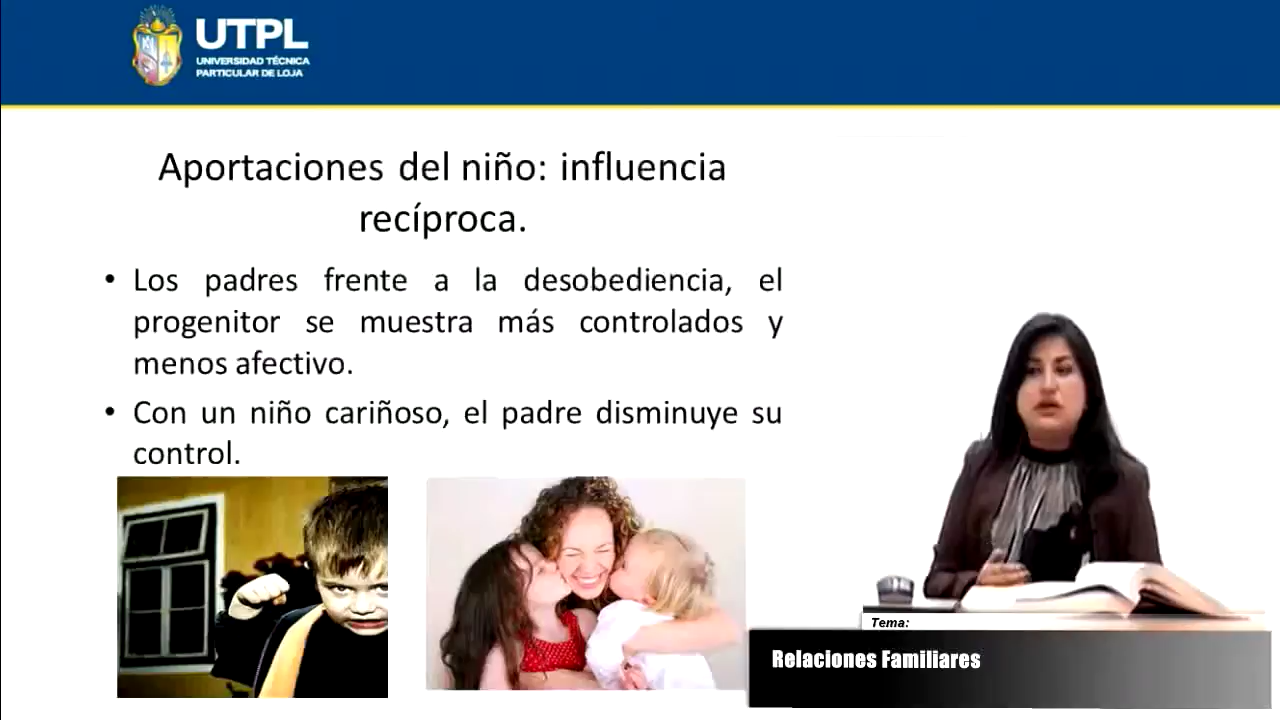 UTPL
UNIVERSIDAD TÉCNICA
PARTICULAR DE LOJA
Aportaciones del niño: influencia
recíproca.
• Los padres frente a la desobediencia, el
progenitor se muestra más controlados y
menos afectivo.
• Con un niño cariñoso, el padre disminuye su
control.
Tema:
Relaciones Familiares